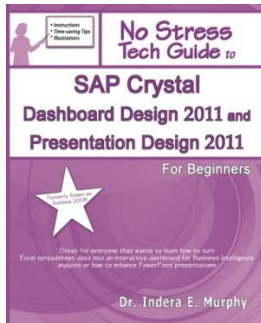 • Instructions
• Time-saving Tips
• Illustrations
No Stress
Tech Guide to
SAP Crystal
Dashboard Design 2011 and
Presentation Design 2011
For Beginners
Formerly Known as
Xcelsius 2008
Great for everyone that wants to learn how to turn
Excel spreadsheet data into an interactive dashboard for Business Intelligence
analysis or how to enhance PowerPoint presentations
Dr. Indera E. Murphy